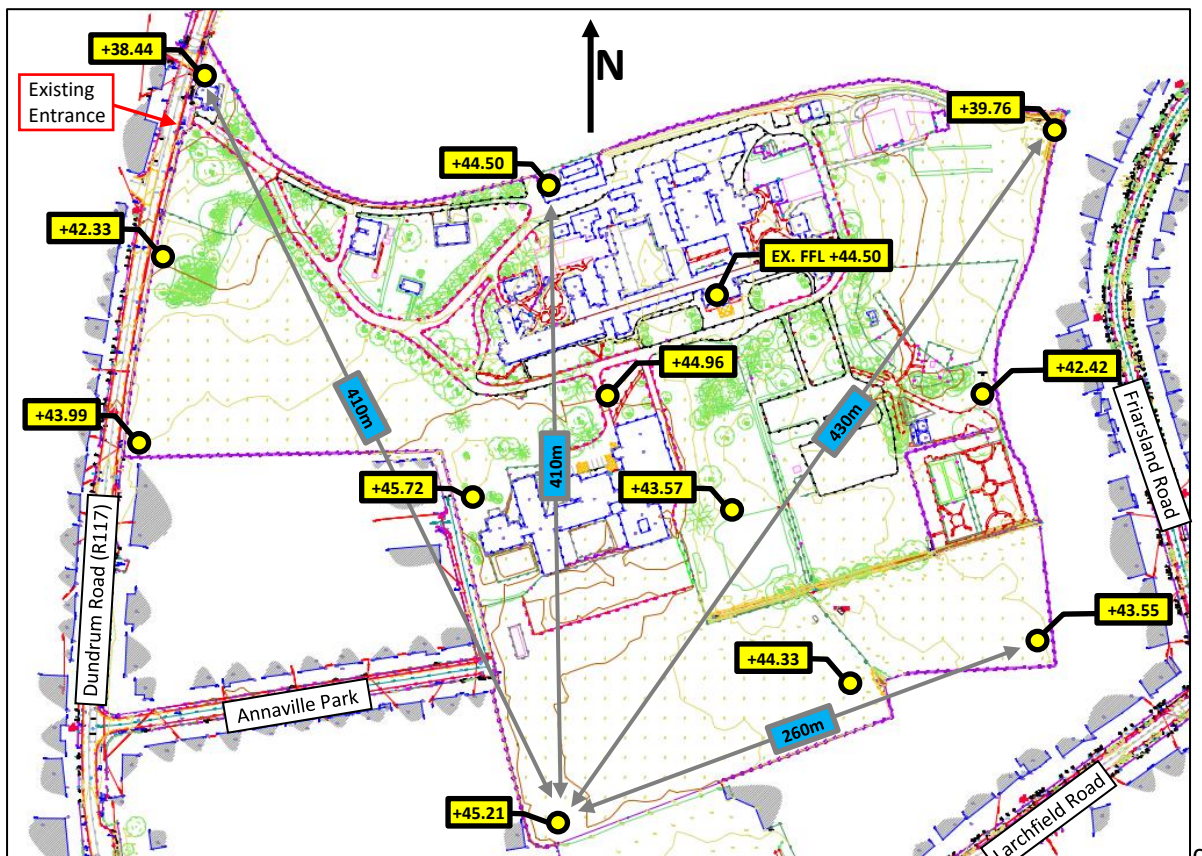 +38.44
N
Existing
Entrance
+39.76
+44.50
+42.33
EX. FFL +44.50
+44.96
+42.42
410m
430m
Friarsland Road
+43.99
410m
+45.72
+43.57
Dundrum Road (R117)
+43.55
+44.33
Annaville Park
260m
+45.21
Larchfield Road